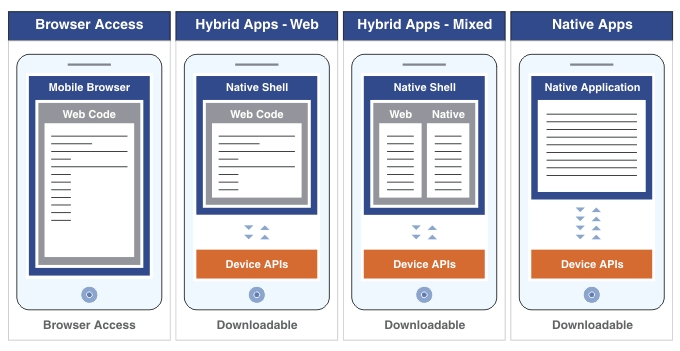 Browser Access
Mobile Browser
Web Code
Browser Access
Hybrid Apps - Web
Native Shell
Web Code
Device APIs
Downloadable
Hybrid Apps - Mixed
Native Shell
Web Native
Device APIs
Downloadable
Native Apps
Native Application
Device APIs
Downloadable